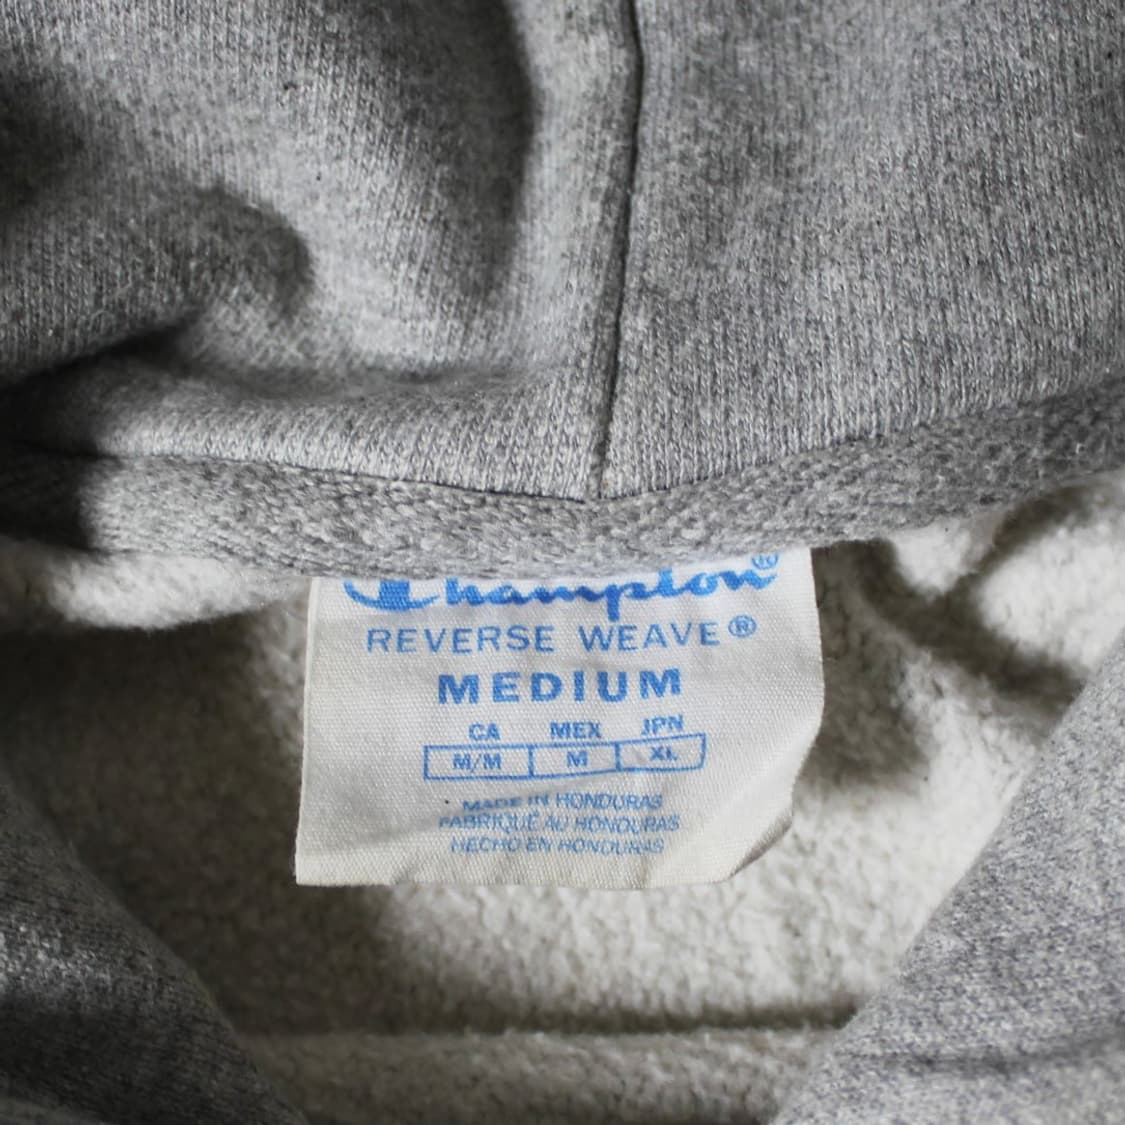 Champion®
REVERSE WEAVE®
MEDIUM
CA MEX JPN
M/M M XL
MADE IN HONDURAS
FABRIQUÉ AU HONDURAS
HECHO EN HONDURAS